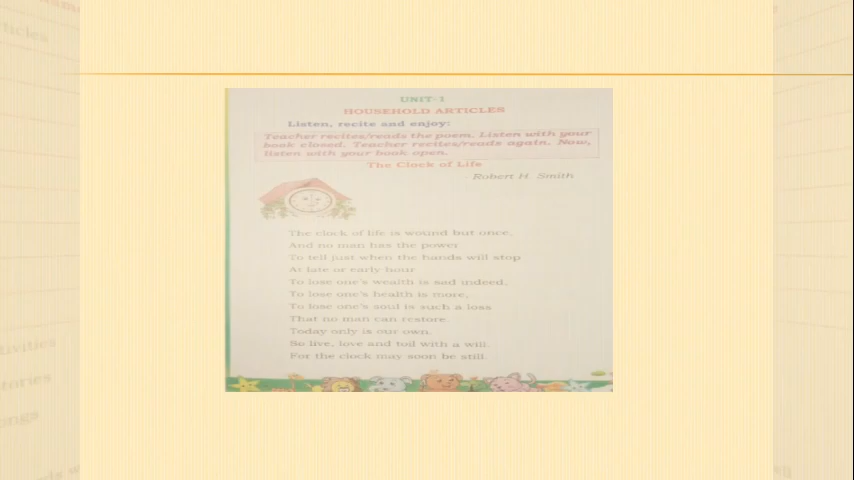 ticles
UNIT-1
HOUSEHOLD ARTICLES
Listen, recite and enjoy:
Teacher recites/reads the poem. Listen with your
book closed. Teacher recites/reads again. Now,
listen with your book open.
The Clock of Life
Robert H. Smith
The clock of life is wound but once,
And no man has the power
To tell just when the hands will stop
At late or early hour
To lose one's wealth is sad indeed,
To lose one's health is more,
To lose one's soul is such a loss
That no man can restore.
Today only is our own.
So live, love and toil with a will.
For the clock may soon be still.
tivities
tories
ongs